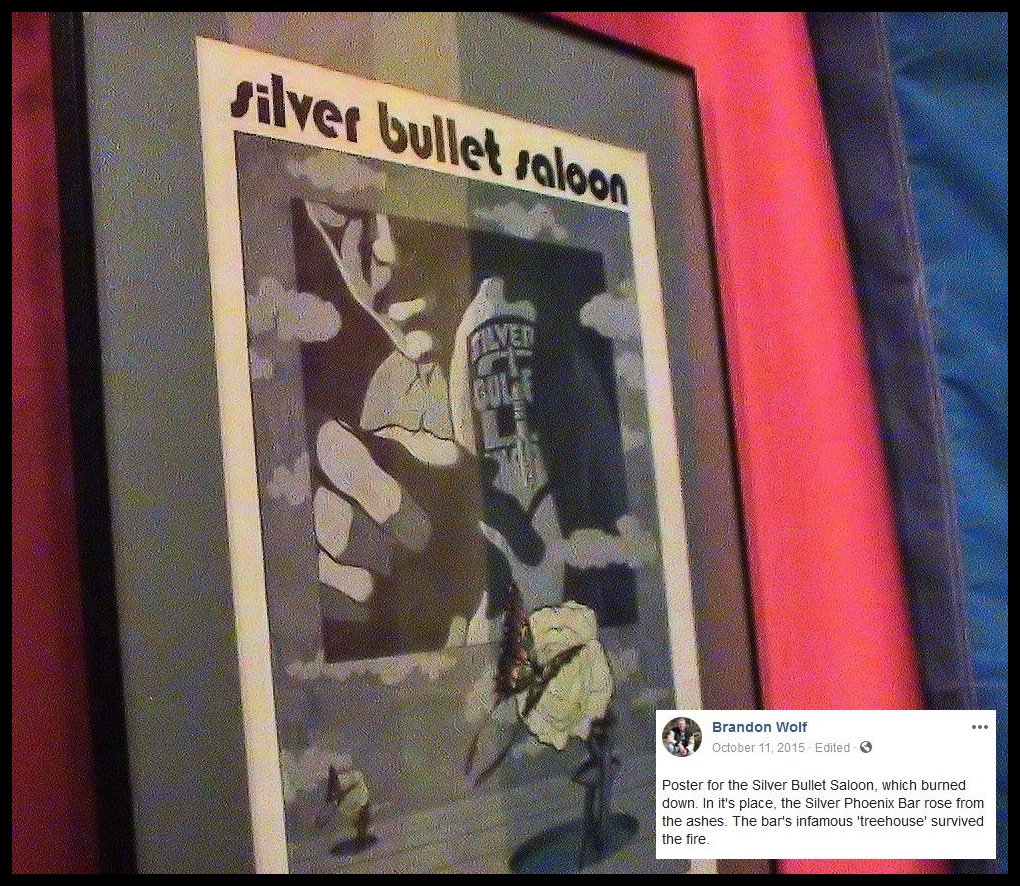 silver bullet saloon
SILVER
Brandon Wolf
October 11, 2015 · Edited ·
Poster for the Silver Bullet Saloon, which burned
down. In it's place, the Silver Phoenix Bar rose from
the ashes. The bar's infamous 'treehouse' survived
the fire.